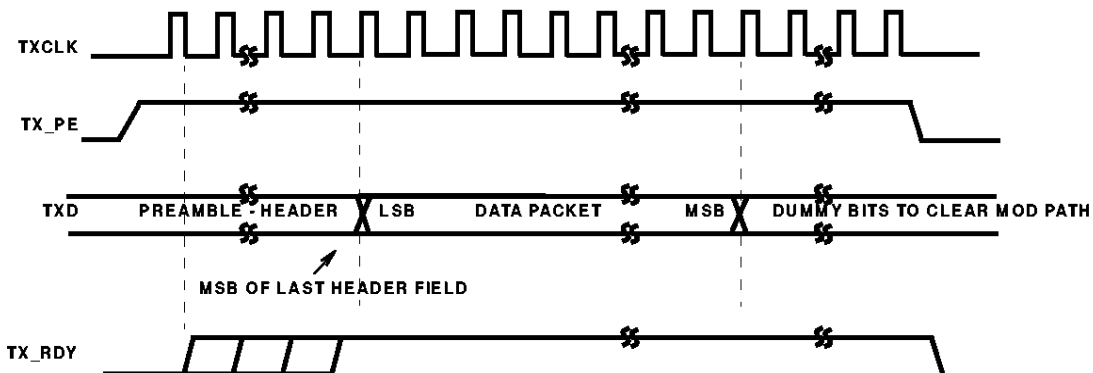 TXCLK
TX_PE
TXD PREAMBLE - HEADER LSB DATA PACKET MSB DUMMY BITS TO CLEAR MOD PATH
MSB OF LAST HEADER FIELD
TX_RDY